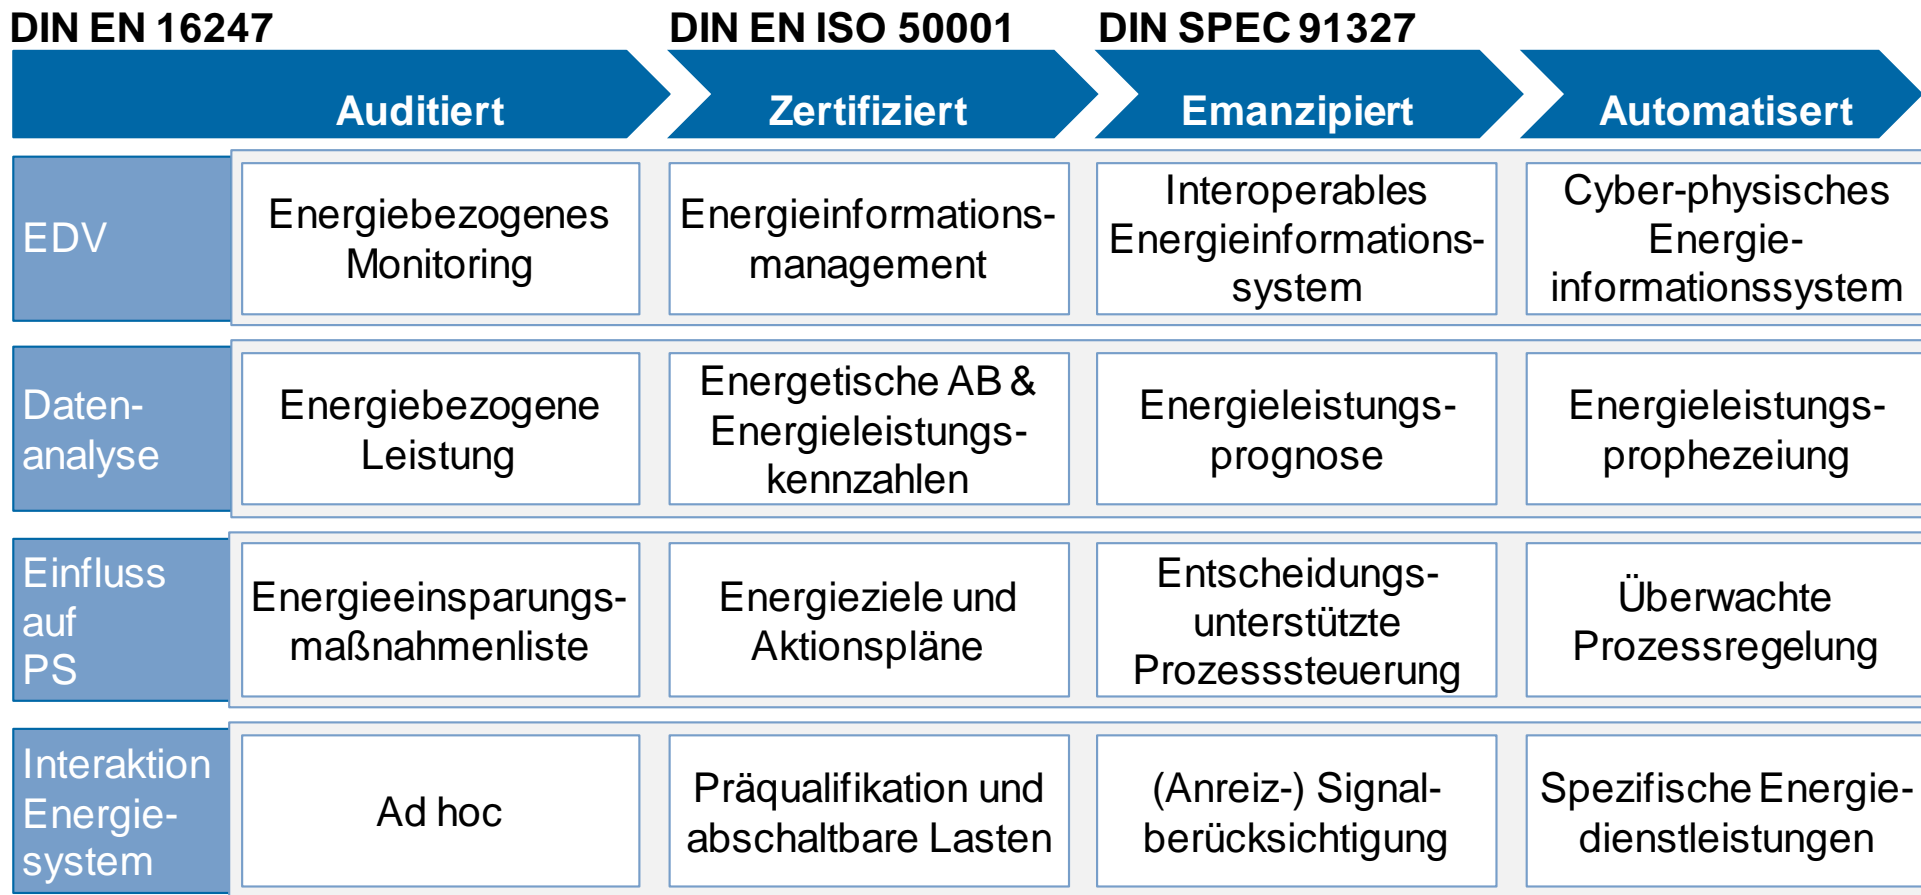 DIN EN 16247
DIN EN ISO 50001
DIN SPEC 91327
Auditiert
Zertifiziert
Emanzipiert
Automatisert
EDV
Energiebezogenes
Monitoring
Energieinformations-
management
Interoperables
Energieinformations-
system
Cyber-physisches
Energie-
informationssystem
Daten-
analyse
Energiebezogene
Leistung
Energetische AB &
Energieleistungs-
kennzahlen
Energieleistungs-
prognose
Energieleistungs-
prophezeiung
Einfluss
auf
PS
Energieeinsparungs-
maßnahmenliste
Energieziele und
Aktionspläne
Entscheidungs-
unterstützte
Prozesssteuerung
Überwachte
Prozessregelung
Interaktion
Energie-
system
Ad hoc
Präqualifikation und
abschaltbare Lasten
(Anreiz-) Signal-
berücksichtigung
Spezifische Energie-
dienstleistungen